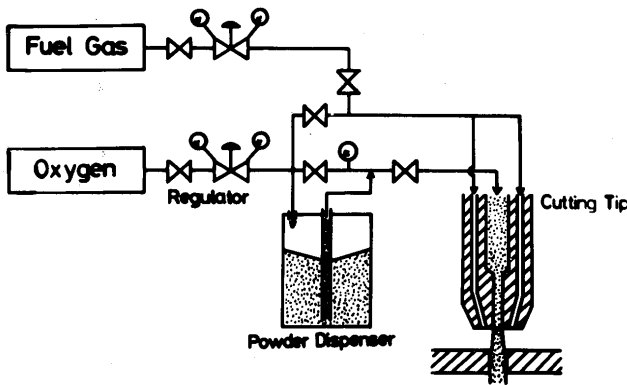 Fuel Gas
Oxygen
Regulator
Cutting Tip
Powder Dispenser